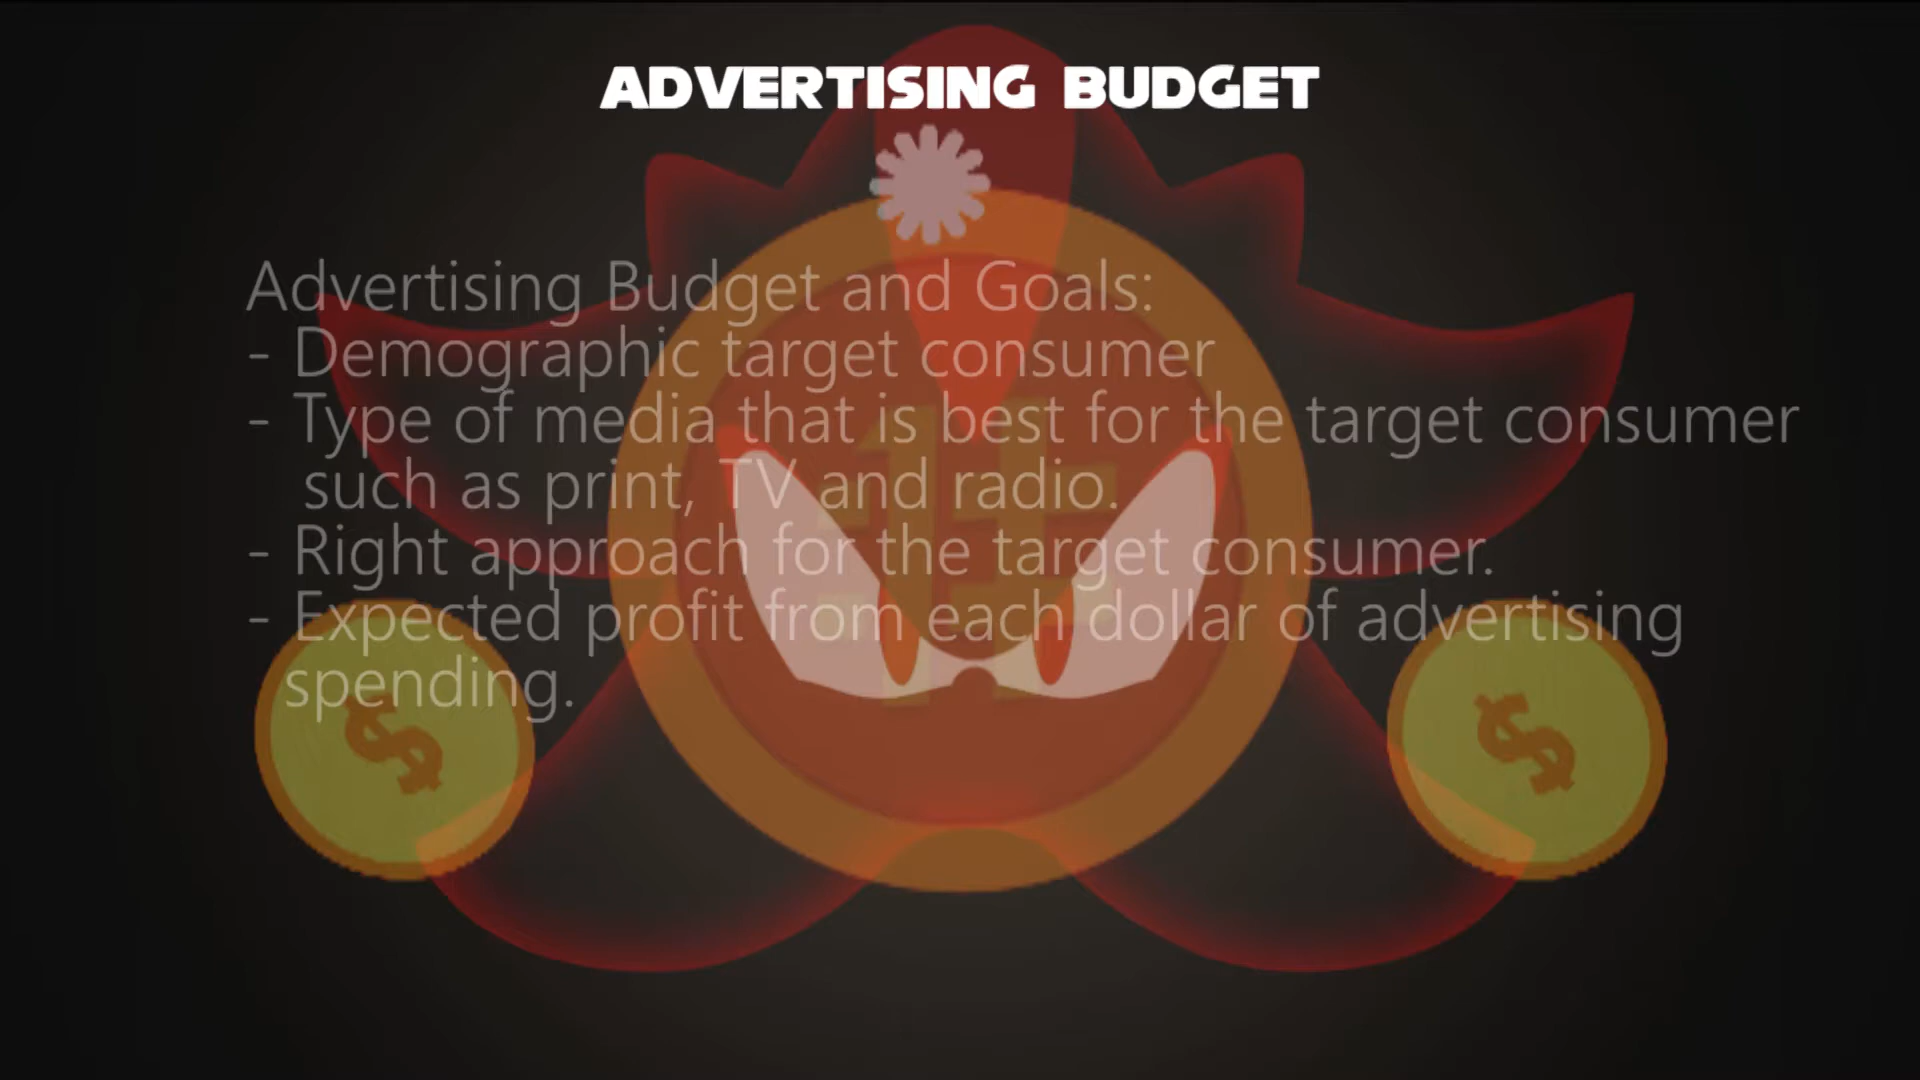 ADVERTISING BUDGET
Advertising Budget and Goals:
- Demographic target consumer
- Type of media that is best for the target consumer
such as print, TV and radio.
- Right approach for the target consumer.
- Expected profit from each dollar of advertising
spending.
$ $